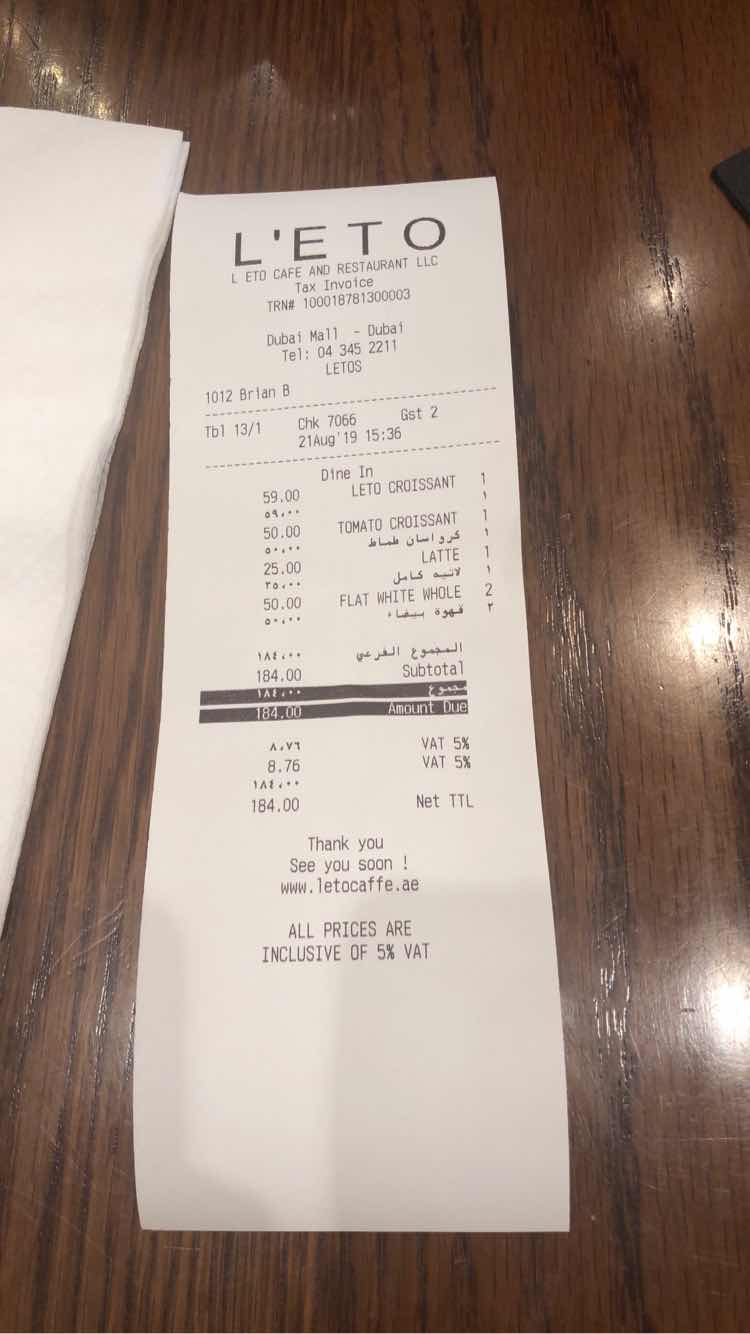 L'ETO
L ETO CAFE AND RESTAURANT LLC
Tax Invoice
TRN# 100018781300003
Dubai Mall - Dubai
Tel: 04 345 2211
LETOS
1012 Brian B
Tbl 13/1 Chk 7066 Gst 2
21Aug'19 15:36
Dine In
59.00 LETO CROISSANT 1
٥٩،٠٠ ١
50.00 TOMATO CROISSANT 1
٥٠،٠٠ كرواسان طماط ١
25.00 LATTE 1
٢٥،٠٠ لاتيه كامل ١
50.00 FLAT WHITE WHOLE 2
٥٠،٠٠ قهوة بيضاء ٢
١٨٤،٠٠ المجموع الفرعي
184.00 Subtotal
١٨٤،٠٠ مجموع
184.00 Amount Due
٨،٧٦ VAT 5%
8.76 VAT 5%
١٨٤،٠٠
184.00 Net TTL
Thank you
See you soon !
www.letocaffe.ae
ALL PRICES ARE
INCLUSIVE OF 5% VAT